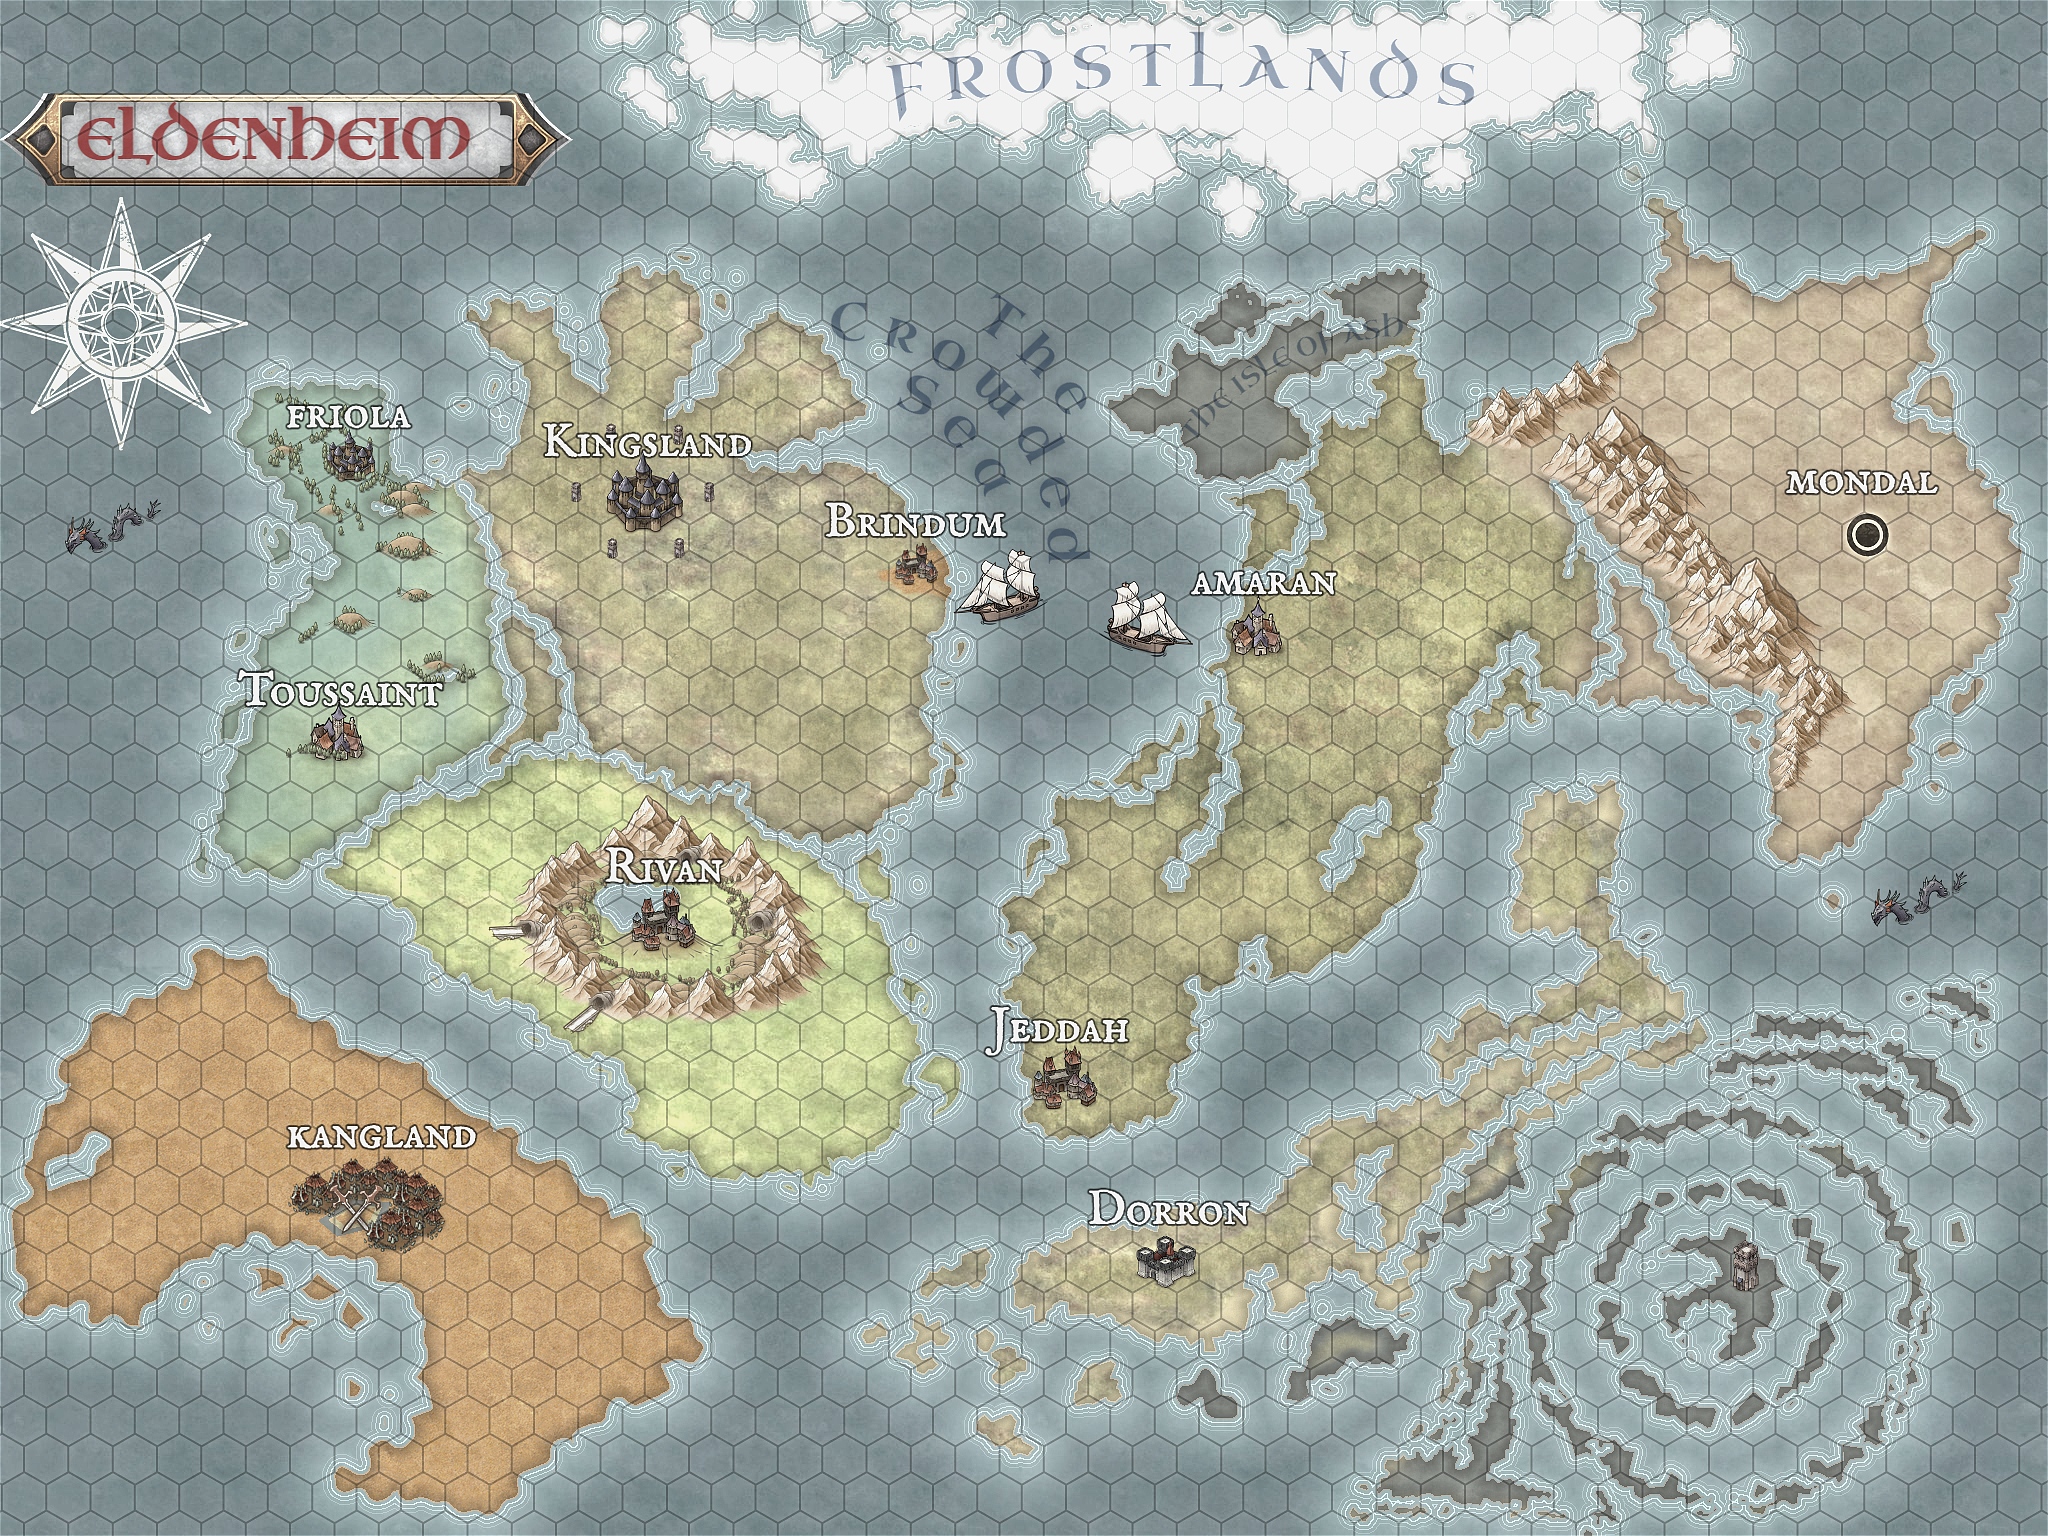 FROSTLANDS
ELDENHEIM
The
Crowded
Sea
The Isle of Ash
FRIOLA
KINGSLAND
MONDAL
BRINDUM
AMARAN
TOUSSAINT
RIVAN
JEDDAH
KANGLAND
DORRON